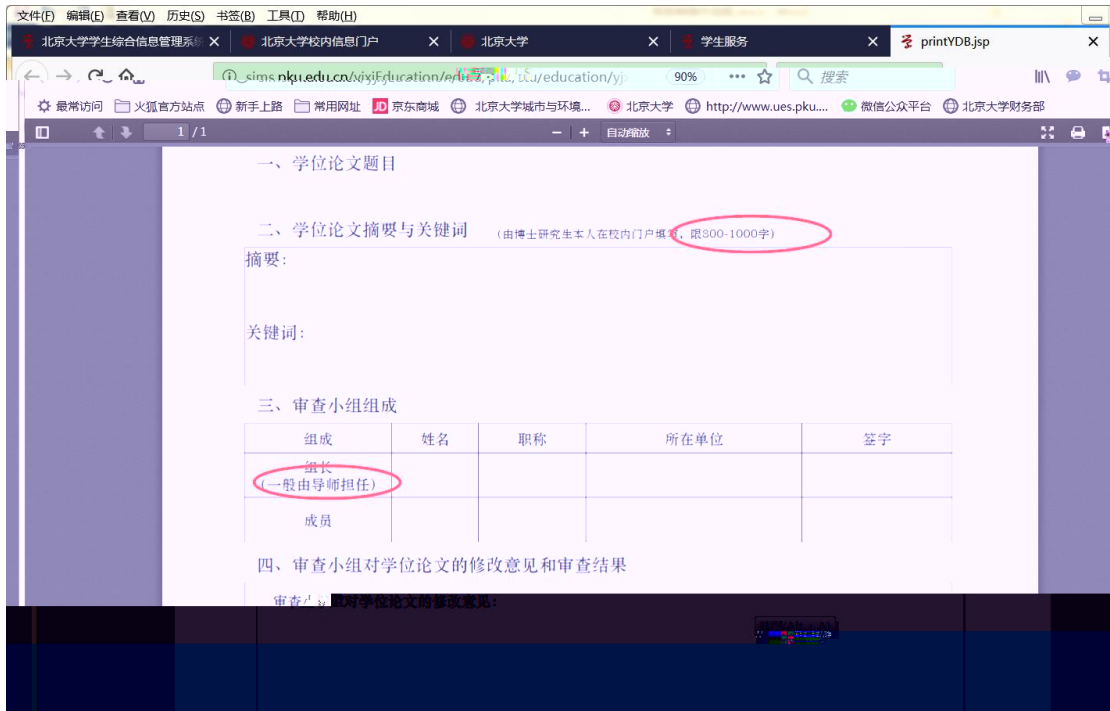 文件(F) 编辑(E) 查看(V) 历史(S) 书签(B) 工具(T) 帮助(H)
北京大学学生综合信息管理系统 北京大学校内信息门户 北京大学 学生服务 printYDB.jsp
90% 搜索
最常访问 火狐官方站点 新手上路 常用网址 JD 京东商城 北京大学城市与环境... 北京大学 http://www.ues.pku.... 微信公众平台 北京大学财务部
1 / 1 自动缩放
一、学位论文题目
二、学位论文摘要与关键词 (由博士研究生本人在校内门户填写，限800-1000字)
摘要:
关键词:
三、审查小组组成
组成 姓名 职称 所在单位 签字
组长
(一般由导师担任)
成员
四、审查小组对学位论文的修改意见和审查结果
审查小组对学位论文的修改意见: